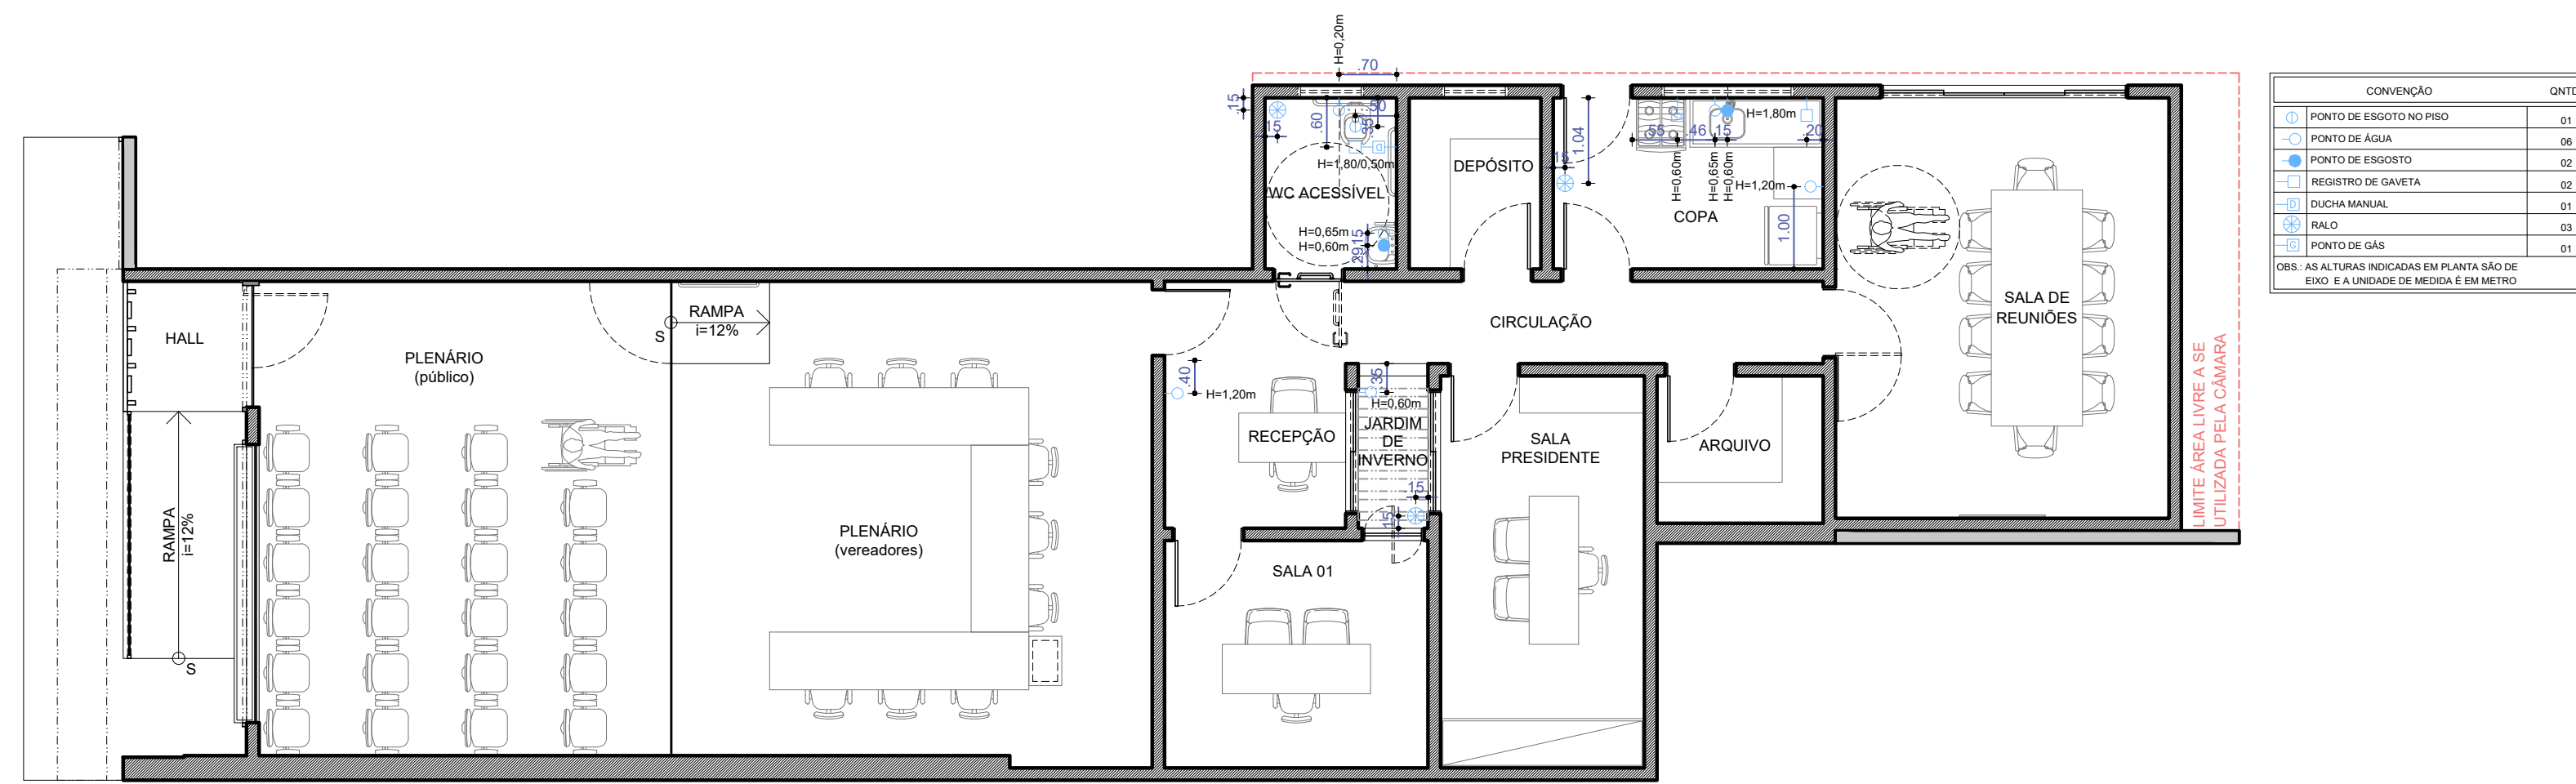 H=0,20m
.70
.15
.15
.60
.50
.35
H=1,80/0,50m
WC ACESSÍVEL
H=0,65m
H=0,60m
.15
.29
DEPÓSITO
1.04
.15
.55
.46
.15
H=1,80m
.20
H=0,60m
H=0,65m
H=0,60m
H=1,20m
COPA
1.00
SALA DE
REUNIÕES
LIMITE ÁREA LIVRE A SE
UTILIZADA PELA CÂMARA
HALL
RAMPA
i=12%
S
PLENÁRIO
(público)
RAMPA
i=12%
S
PLENÁRIO
(vereadores)
CIRCULAÇÃO
.40
H=1,20m
RECEPÇÃO
.35
H=0,60m
JARDIM
DE
INVERNO
.15
.15
SALA
PRESIDENTE
ARQUIVO
SALA 01
CONVENÇÃO QNTD
PONTO DE ESGOTO NO PISO 01
PONTO DE ÁGUA 06
PONTO DE ESGOSTO 02
REGISTRO DE GAVETA 02
D DUCHA MANUAL 01
RALO 03
G PONTO DE GÁS 01
OBS.: AS ALTURAS INDICADAS EM PLANTA SÃO DE
EIXO E A UNIDADE DE MEDIDA É EM METRO